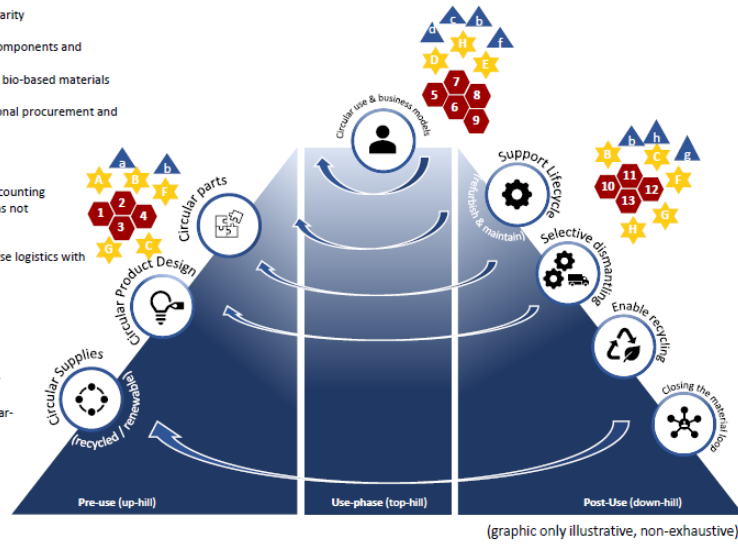 arity
omponents and
bio-based materials
onal procurement and
counting
is not
se logistics with
ar-
d c b f
H
D E
7
5 8
6
9
Circular use & business models
a b
A B F
2
1 4
3
G C
b h g
B C F
11
10 12
13
G
H
Circular parts
Support Lifecycle
(refurbish & maintain)
Circular Product Design
Selective dismantling
Enable recycling
Circular Supplies
(recycled / renewable)
Closing the material loop
Pre-use (up-hill)
Use-phase (top-hill)
Post-Use (down-hill)
(graphic only illustrative, non-exhaustive)